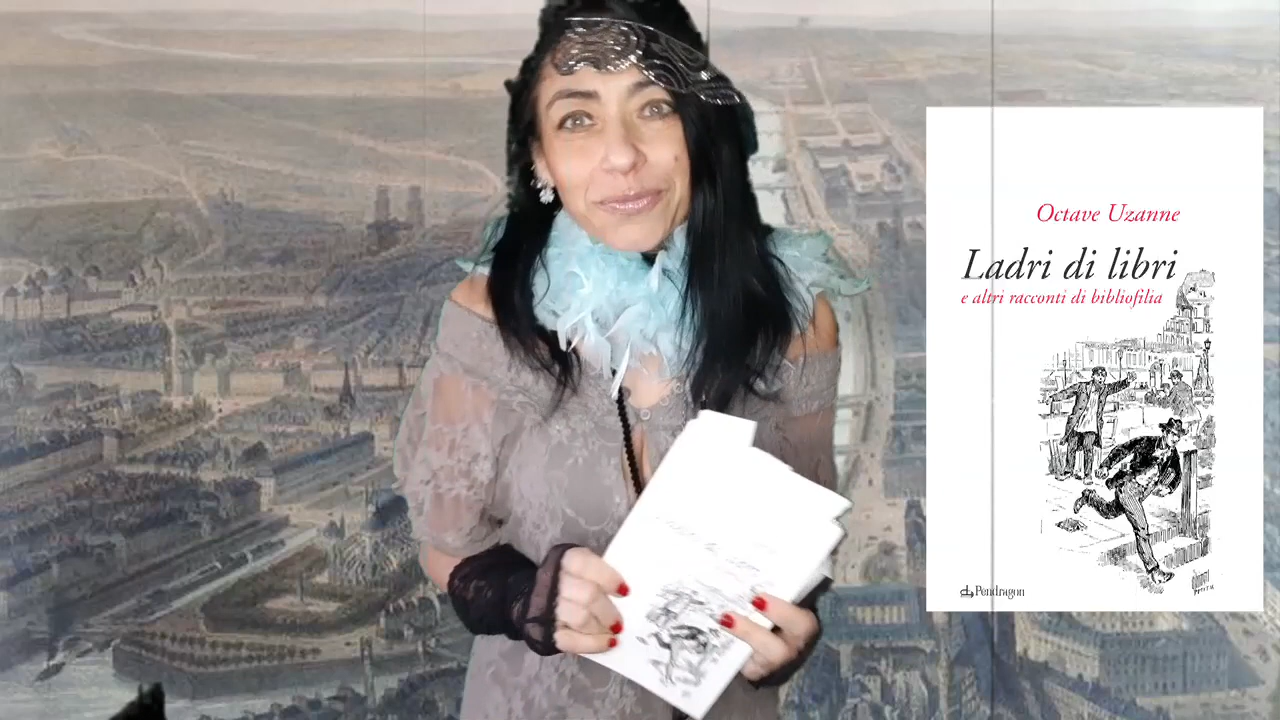 Octave Uzanne
Ladri di libri
e altri racconti di bibliofilia
Pendragon